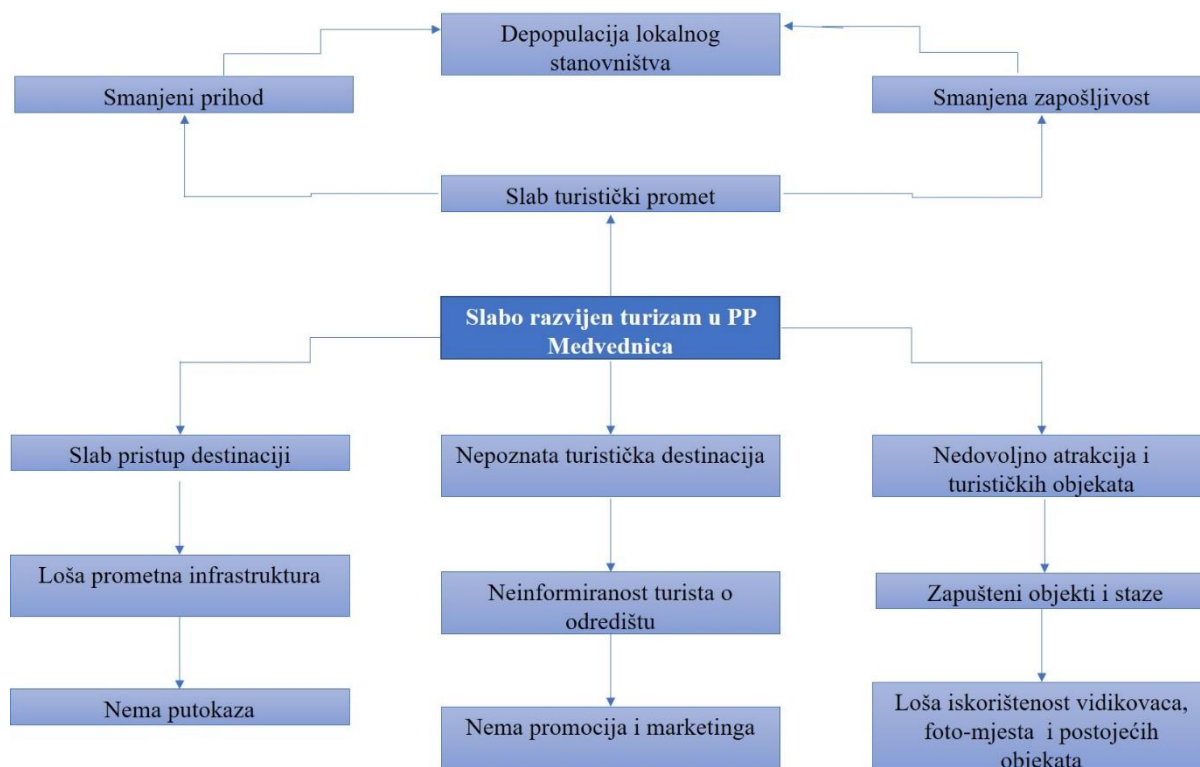 Depopulacija lokalnog
stanovništva
Smanjeni prihod
Smanjena zapošljivost
Slab turistički promet
Slabo razvijen turizam u PP
Medvednica
Slab pristup destinaciji
Nepoznata turistička destinacija
Nedovoljno atrakcija i
turističkih objekata
Loša prometna infrastruktura
Neinformiranost turista o
odredištu
Zapušteni objekti i staze
Nema putokaza
Nema promocija i marketinga
Loša iskorištenost vidikovaca,
foto-mjesta i postojećih
objekata